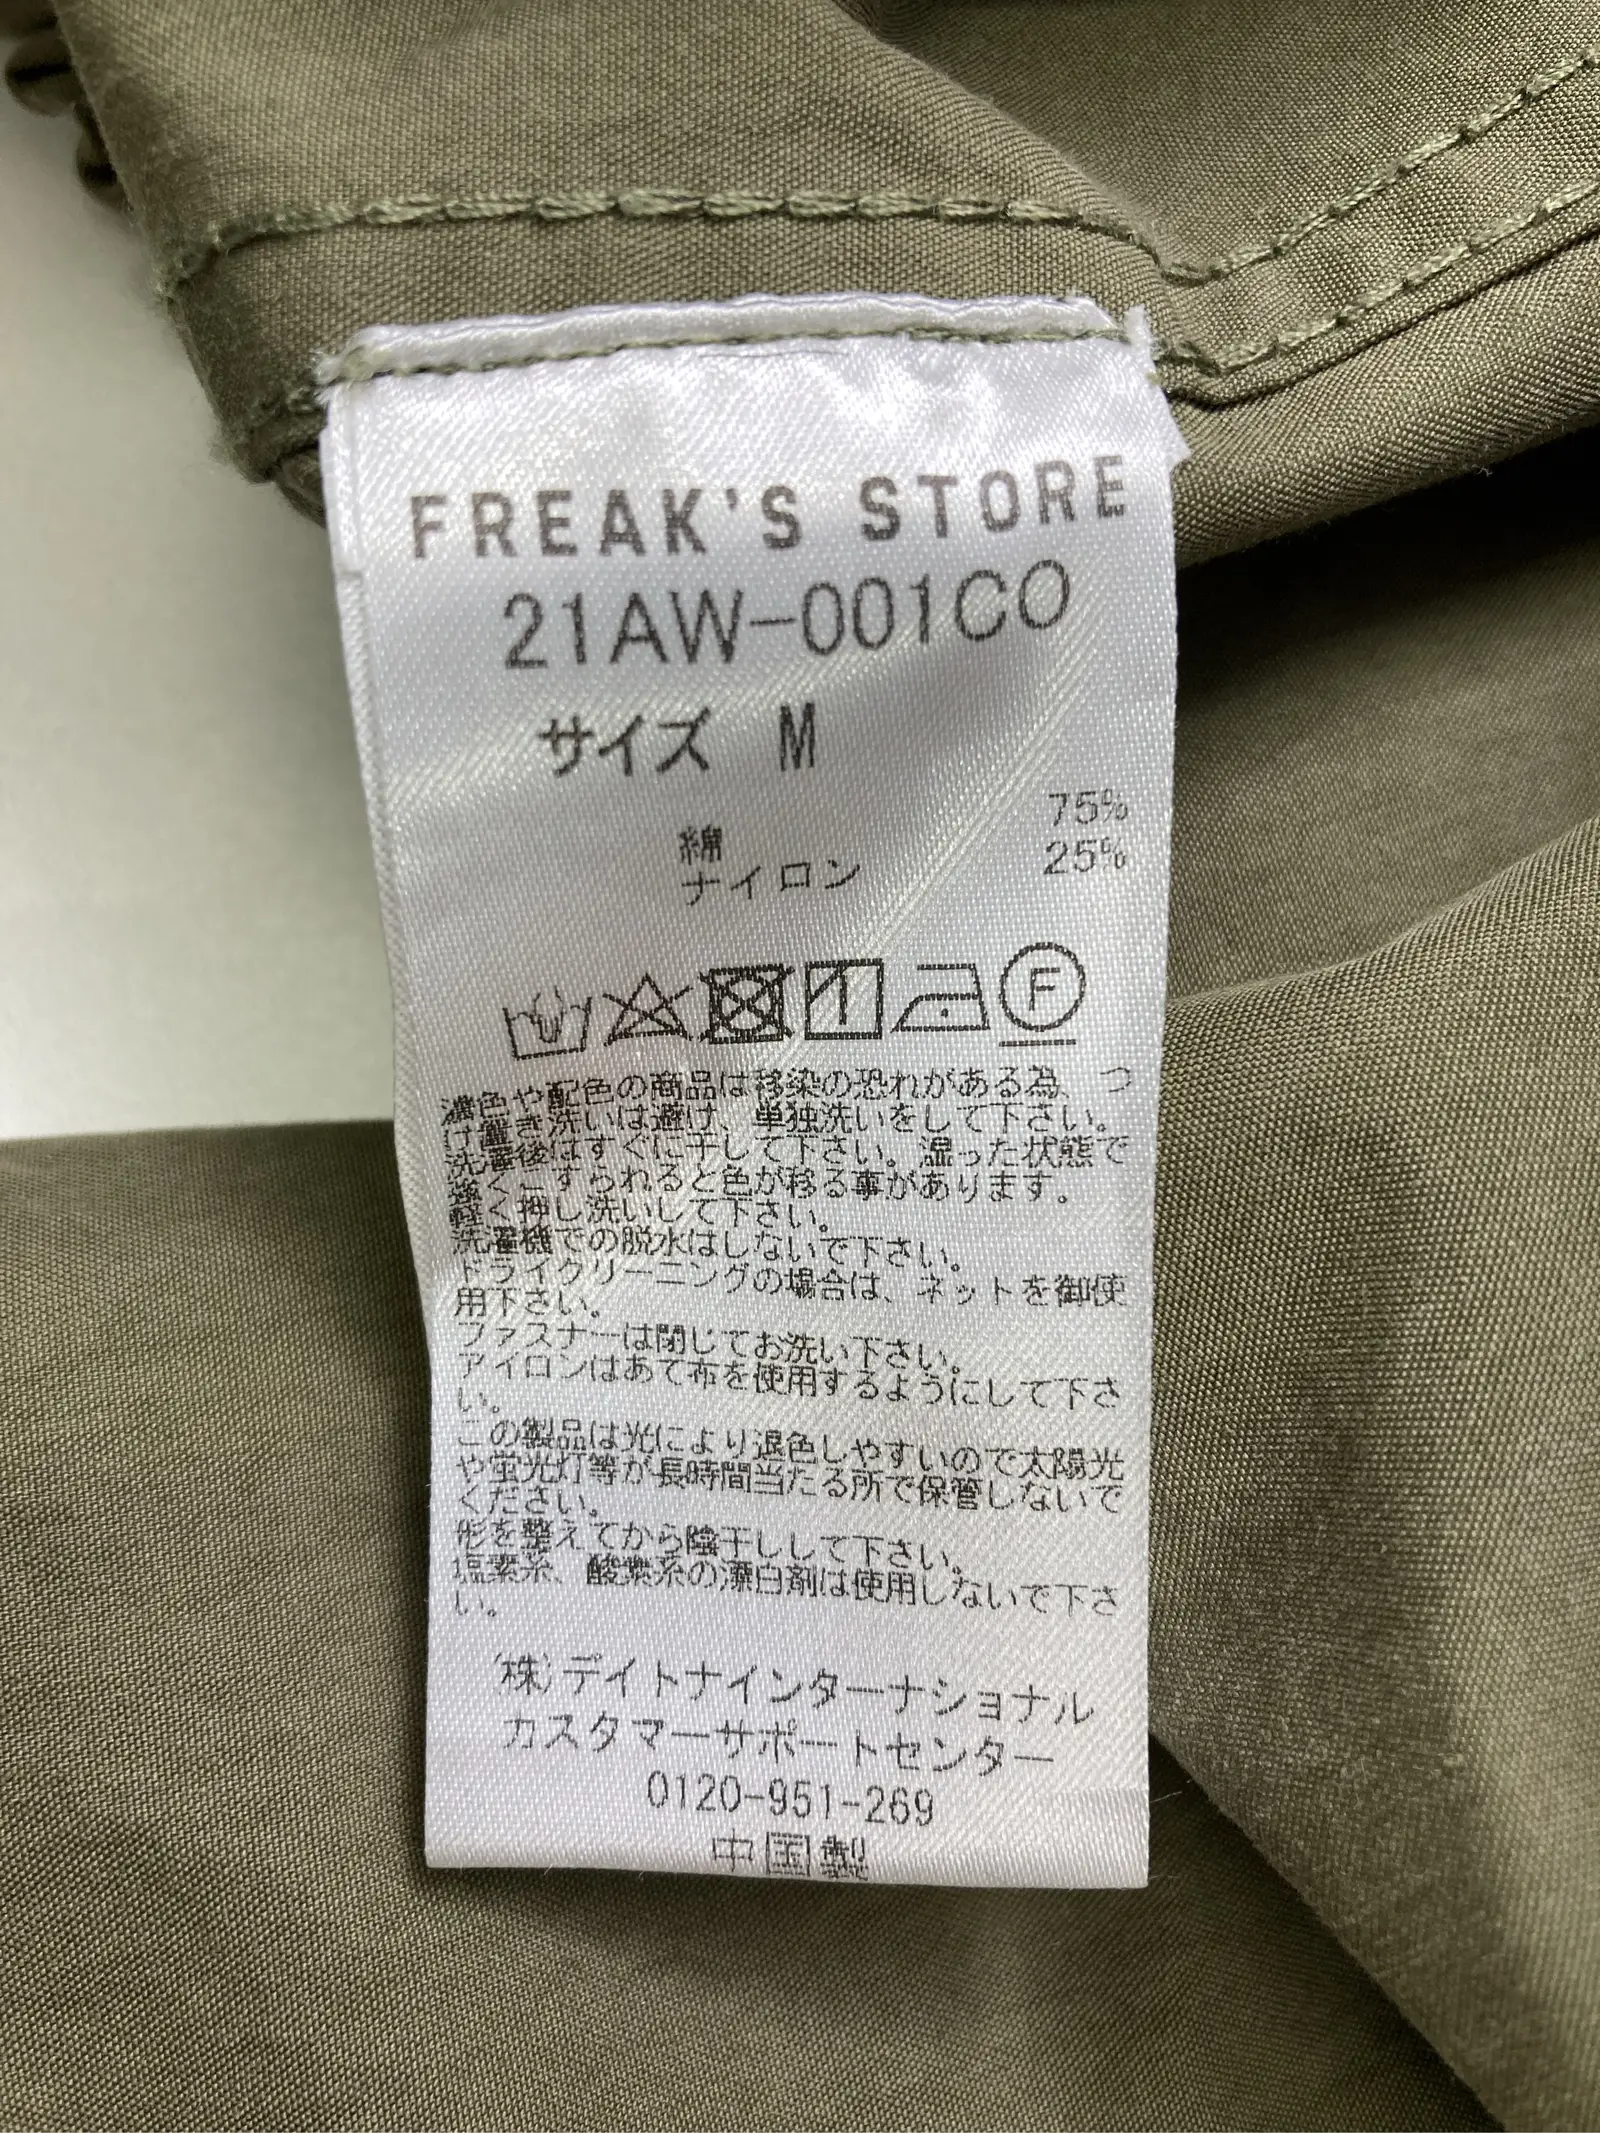 FREAK'S STORE
21AW-001CO
サイズ M
綿 75%
ナイロン 25%
F
濃色や配色の商品は移染の恐れがある為、つ
け置き洗いは避け、単独洗いをして下さい。
洗濯後はすぐに干して下さい。湿った状態で
強くこすられると色が移る事があります。
軽く押し洗いして下さい。
洗濯機での脱水はしないで下さい。
ドライクリーニングの場合は、ネットを御使
用下さい。
ファスナーは閉じてお洗い下さい。
アイロンはあて布を使用するようにして下さ
い。
この製品は光により退色しやすいので太陽光
や蛍光灯等が長時間当たる所で保管しないで
ください。
形を整えてから陰干しして下さい。
塩素系、酸素系の漂白剤は使用しないで下さ
い。
(株)デイトナインターナショナル
カスタマーサポートセンター
0120-951-269
中国製